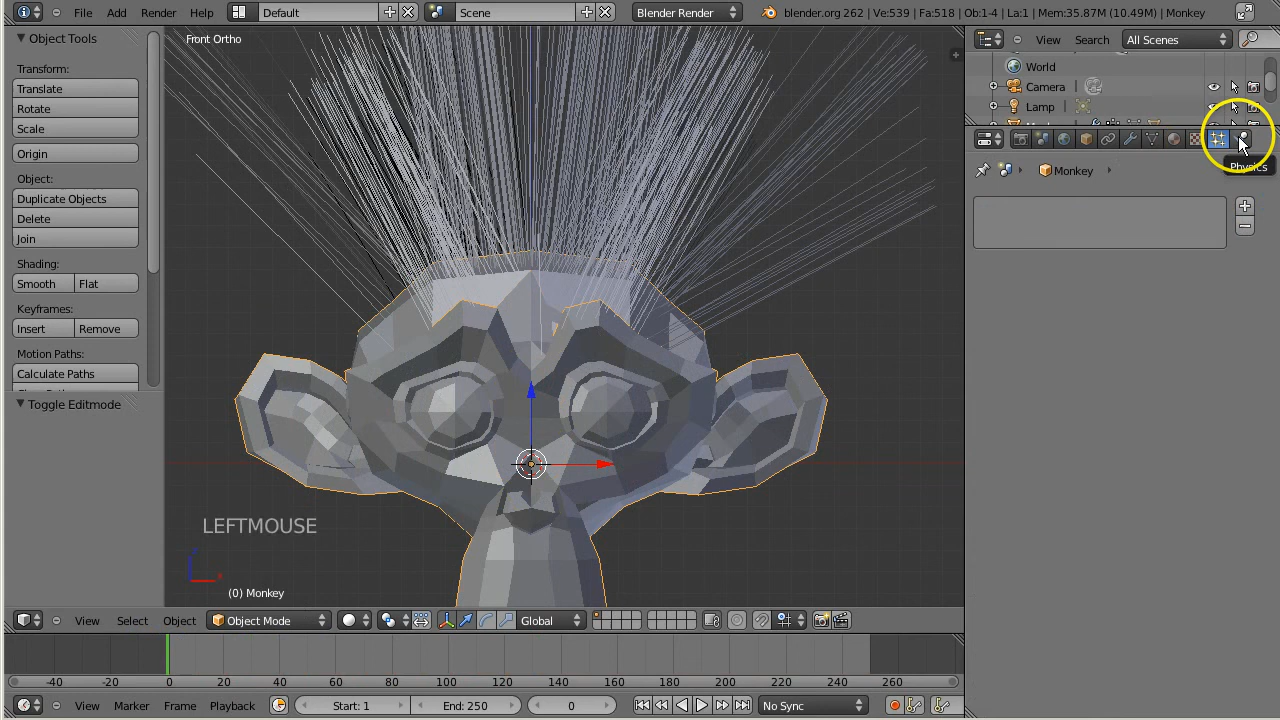 File Add Render Help Default Scene Blender Render blender.org 262 | Ve:539 | Fa:518 | Ob:1-4 | La:1 | Mem:35.87M (10.49M) | Monkey
Object Tools
Transform:
Translate
Rotate
Scale
Origin
Object:
Duplicate Objects
Delete
Join
Shading:
Smooth Flat
Keyframes:
Insert Remove
Motion Paths:
Calculate Paths
Toggle Editmode
Front Ortho
LEFTMOUSE
(0) Monkey
View Select Object Object Mode Global
-40 -20 0 20 40 60 80 100 120 140 160 180 200 220 240 260
View Marker Frame Playback Start: 1 End: 250 0 No Sync
View Search All Scenes
World
Camera
Lamp
Physics
Monkey